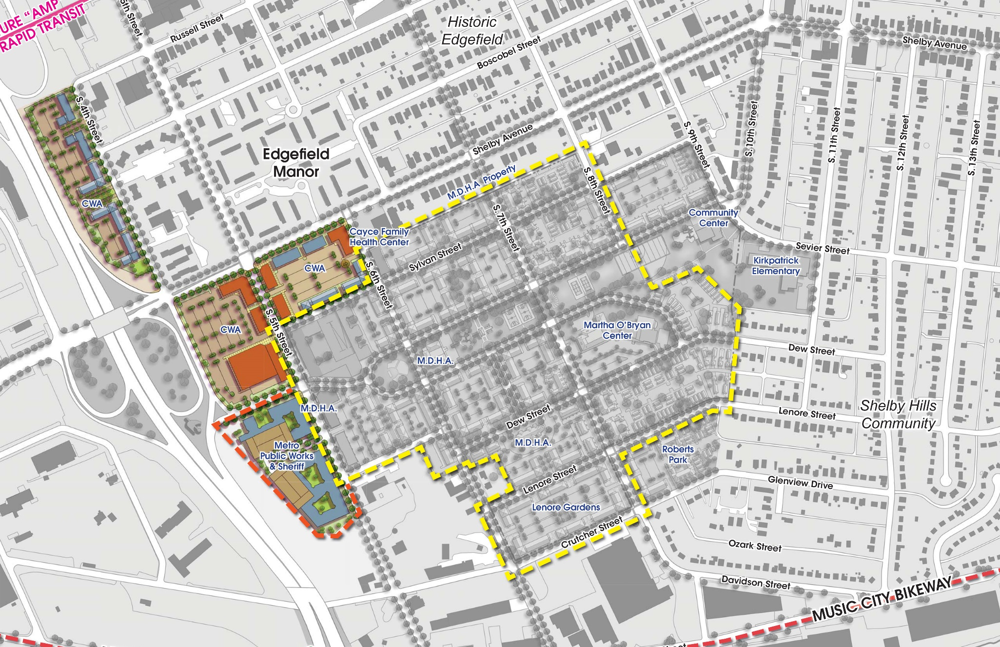 URE "AMP
RAPID TRANSIT
Russell Street
Historic
Edgefield
Boscobel Street
Shelby Avenue
S. 4th Street
S. 10th Street
S. 11th Street
S. 12th Street
S. 13th Street
S. 9th Street
Shelby Avenue
Edgefield
Manor
M.D.H.A. Property
S. 8th Street
CWA
S. 7th Street
Community
Center
Cayce Family
Health Center
Sylvan Street
Sevier Street
Kirkpatrick
Elementary
CWA
S. 6th Street
CWA
S. 5th Street
Martha O'Bryan
Center
Dew Street
M.D.H.A.
M.D.H.A.
Dew Street
Lenore Street
Shelby Hills
Community
M.D.H.A.
Metro
Public Works
& Sheriff
Roberts
Park
Lenore Street
Glenview Drive
Lenore Gardens
Crutcher Street
Ozark Street
Davidson Street
MUSIC CITY BIKEWAY